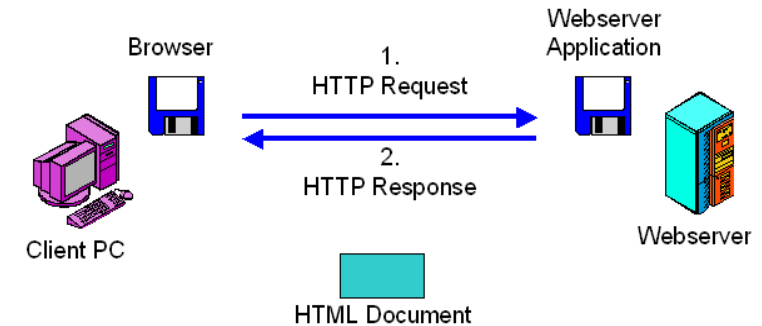 Browser
1.
HTTP Request
Webserver
Application
2.
HTTP Response
Client PC
Webserver
HTML Document